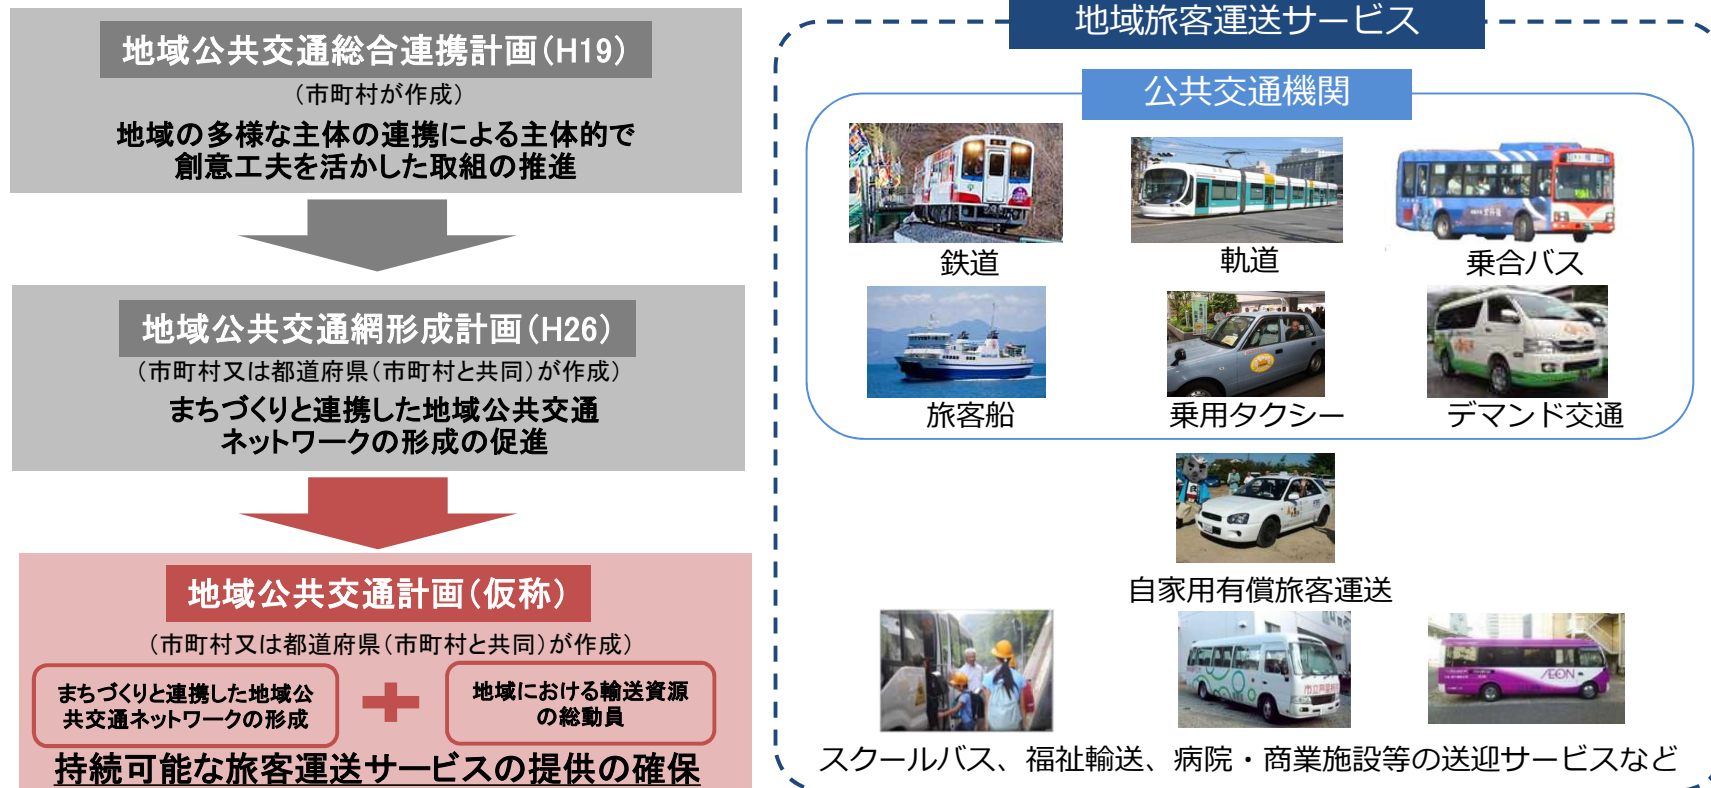 地域公共交通総合連携計画(H19)
(市町村が作成)
地域の多様な主体の連携による主体的で
創意工夫を活かした取組の推進
地域公共交通網形成計画(H26)
(市町村又は都道府県(市町村と共同)が作成)
まちづくりと連携した地域公共交通
ネットワークの形成の促進
地域公共交通計画(仮称)
(市町村又は都道府県(市町村と共同)が作成)
まちづくりと連携した地域公
共交通ネットワークの形成
地域における輸送資源
の総動員
持続可能な旅客運送サービスの提供の確保
地域旅客運送サービス
公共交通機関
鉄道
軌道
乗合バス
旅客船
乗用タクシー
デマンド交通
自家用有償旅客運送
ÆON
スクールバス、福祉輸送、病院・商業施設等の送迎サービスなど